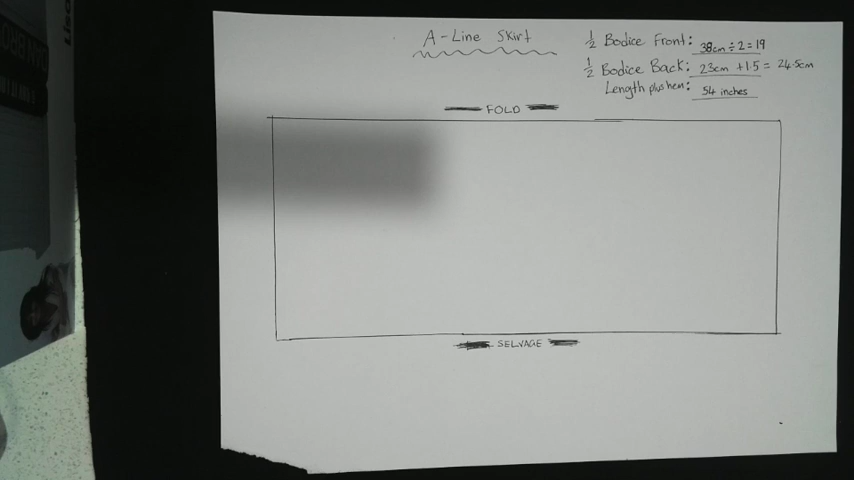 A-Line Skirt
½ Bodice Front: 38cm ÷ 2 = 19
½ Bodice Back: 23cm + 1.5 = 24.5cm
Length plus hem: 54 inches
FOLD
SELVAGE
Lisa